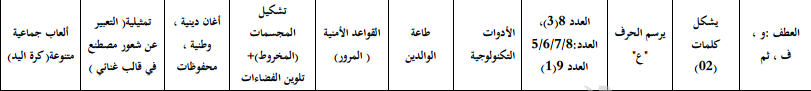 العطف :و ،
ف ، ثم
يشكل
كلمات
(02)
يرسم الحرف
"ع"
العدد 8(3)،
العدد:5/6/7/8
العدد 9(1)
الأدوات
التكنولوجية
طاعة
الوالدين
القواعد الأمنية
( المرور)
تشكيل
المجسمات
(المخروط)+
تلوين الفضاءات
أغان دينية ،
وطنية ،
محفوظات
تمثيلية( التعبير
عن شعور مصطنع
في قالب غنائي )
ألعاب جماعية
متنوعة(كرة اليد)